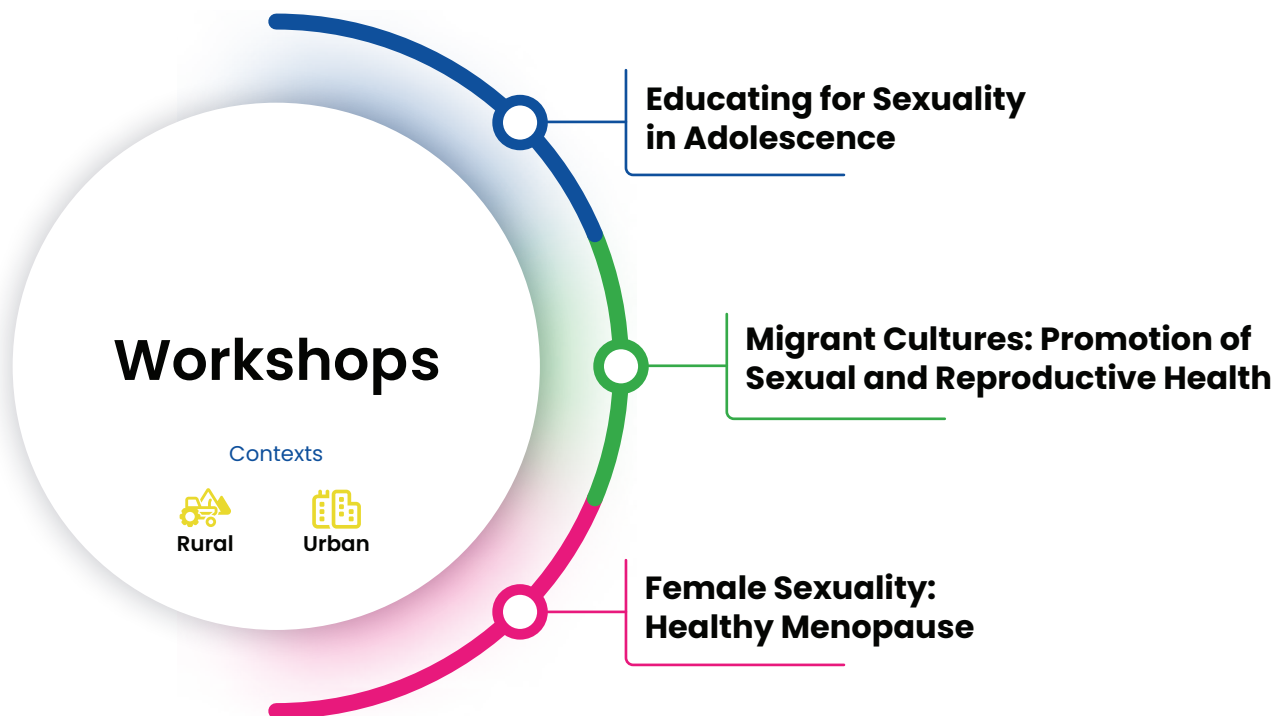 Educating for Sexuality
in Adolescence
Workshops
Migrant Cultures: Promotion of
Sexual and Reproductive Health
Contexts
Rural
Urban
Female Sexuality:
Healthy Menopause